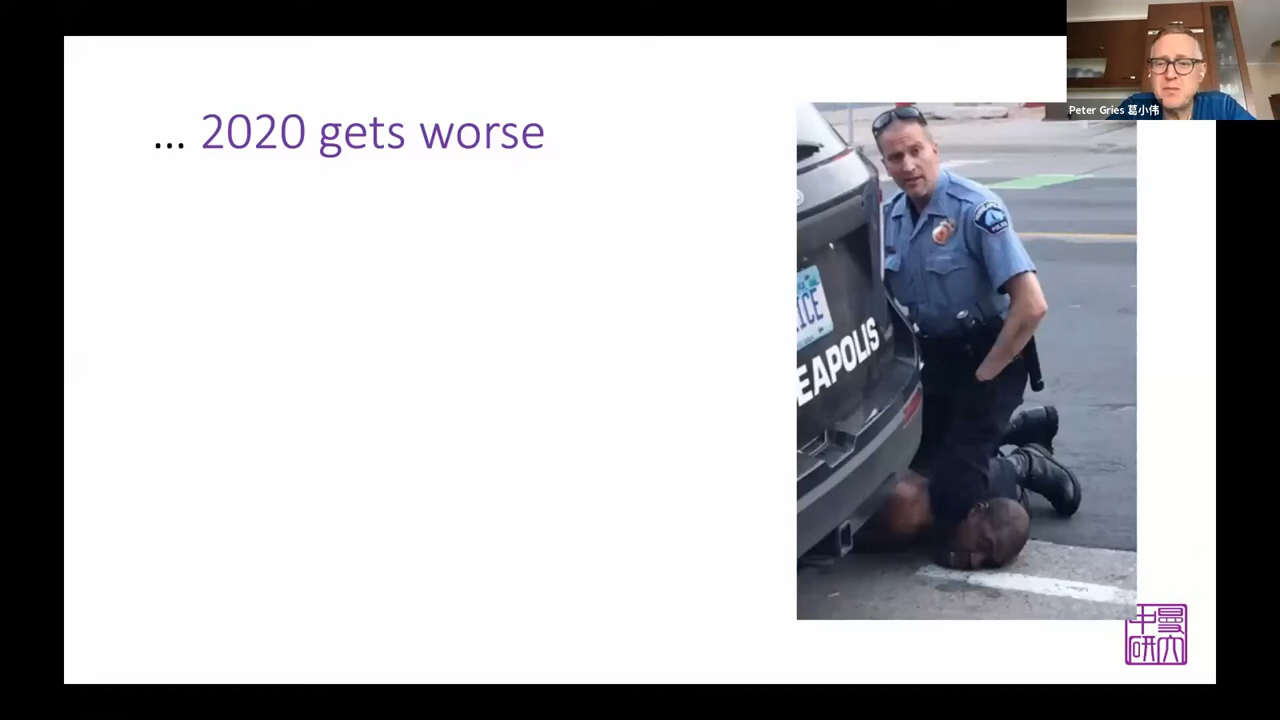 ... 2020 gets worse
Peter Gries 葛小伟
ICE
EAPOLIS